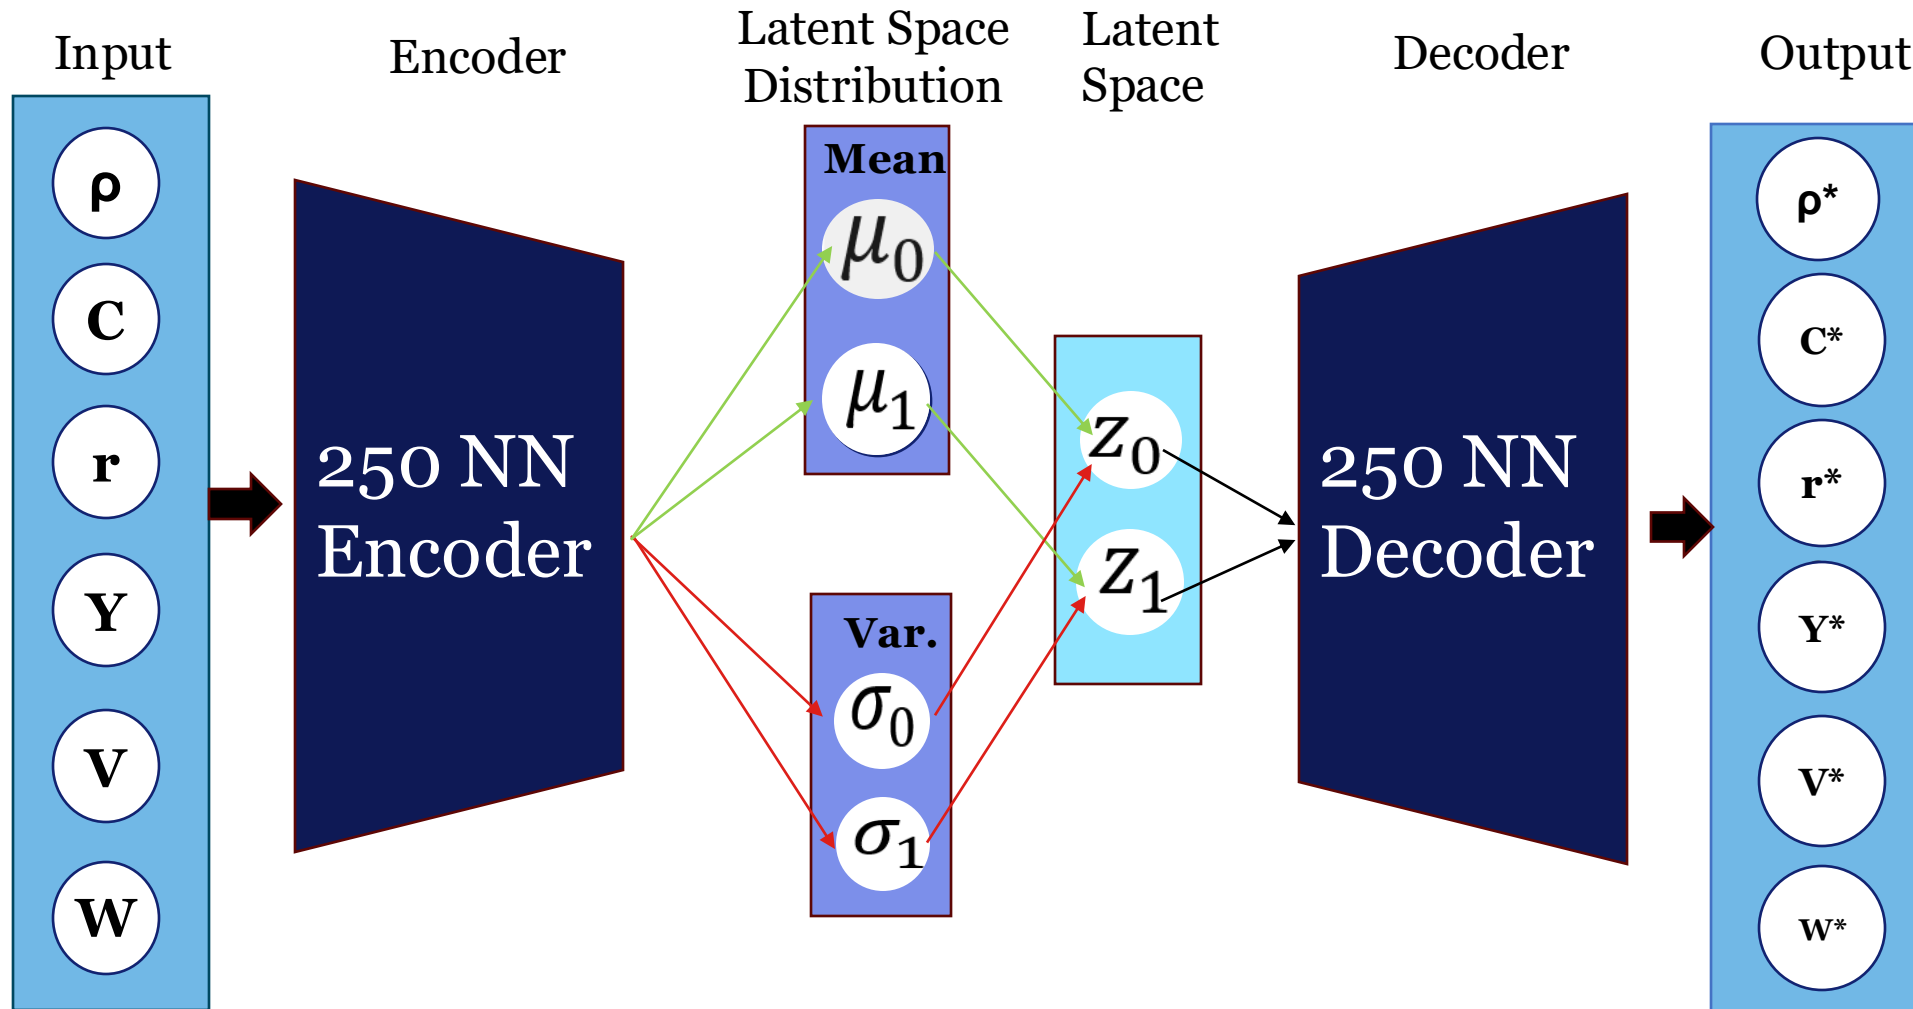 Input
Encoder
Latent Space
Distribution
Latent
Space
Decoder
Output
ρ
C
r
Y
V
W
250 NN
Encoder
Mean
μ0
μ1
Var.
σ0
σ1
z0
z1
250 NN
Decoder
ρ*
C*
r*
Y*
V*
W*